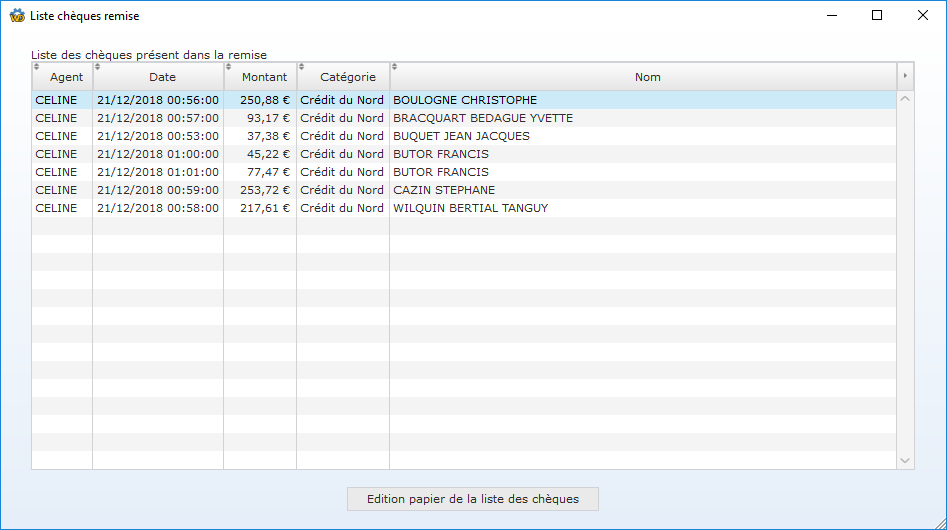 Liste chèques remise
Liste des chèques présent dans la remise
Agent Date Montant Catégorie Nom
CELINE 21/12/2018 00:56:00 250,88 € Crédit du Nord BOULOGNE CHRISTOPHE
CELINE 21/12/2018 00:57:00 93,17 € Crédit du Nord BRACQUART BEDAGUE YVETTE
CELINE 21/12/2018 00:53:00 37,38 € Crédit du Nord BUQUET JEAN JACQUES
CELINE 21/12/2018 01:00:00 45,22 € Crédit du Nord BUTOR FRANCIS
CELINE 21/12/2018 01:01:00 77,47 € Crédit du Nord BUTOR FRANCIS
CELINE 21/12/2018 00:59:00 253,72 € Crédit du Nord CAZIN STEPHANE
CELINE 21/12/2018 00:58:00 217,61 € Crédit du Nord WILQUIN BERTIAL TANGUY
Edition papier de la liste des chèques